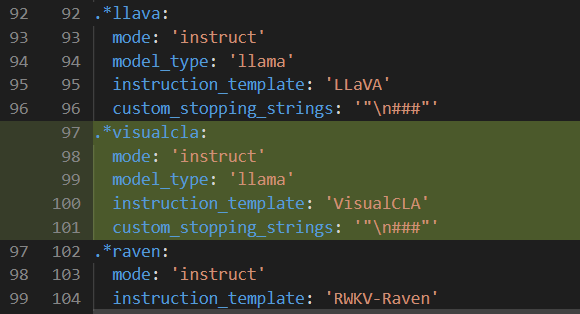 92 92 .*llava:
93 93 mode: 'instruct'
94 94 model_type: 'llama'
95 95 instruction_template: 'LLaVA'
96 96 custom_stopping_strings: '"\n###"'
97 .*visualcla:
98 mode: 'instruct'
99 model_type: 'llama'
100 instruction_template: 'VisualCLA'
101 custom_stopping_strings: '"\n###"'
97 102 .*raven:
98 103 mode: 'instruct'
99 104 instruction_template: 'RWKV-Raven'